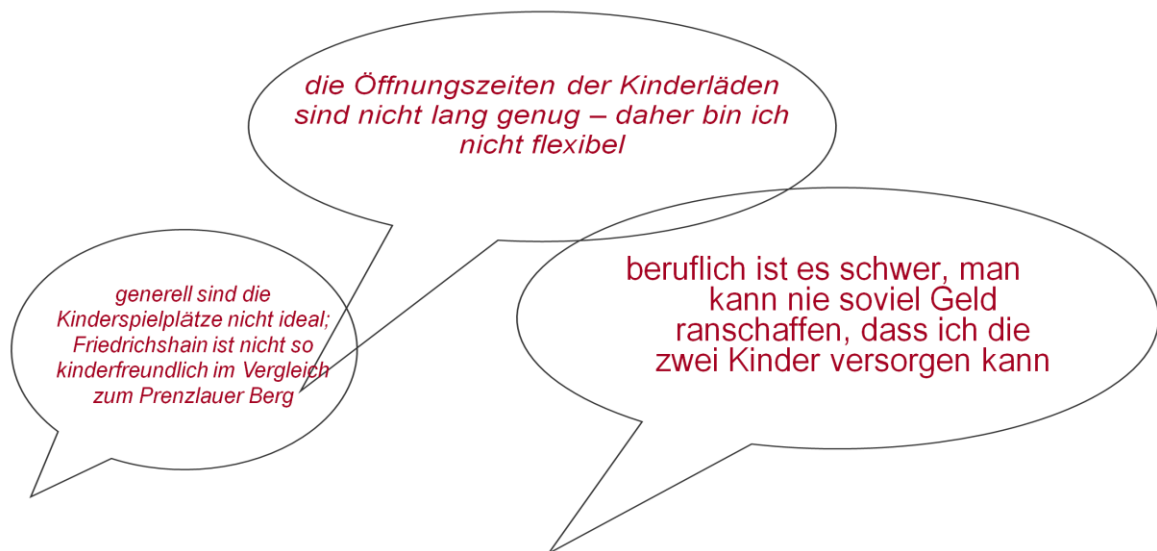 die Öffnungszeiten der Kinderläden
sind nicht lang genug – daher bin ich
nicht flexibel
generell sind die
Kinderspielplätze nicht ideal;
Friedrichshain ist nicht so
kinderfreundlich im Vergleich
zum Prenzlauer Berg
beruflich ist es schwer, man
kann nie soviel Geld
ranschaffen, dass ich die
zwei Kinder versorgen kann